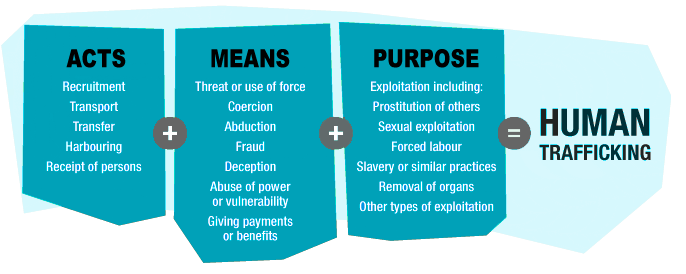 ACTS
Recruitment
Transport
Transfer
Harbouring
Receipt of persons
+
MEANS
Threat or use of force
Coercion
Abduction
Fraud
Deception
Abuse of power
or vulnerability
Giving payments
or benefits
+
PURPOSE
Exploitation including:
Prostitution of others
Sexual exploitation
Forced labour
Slavery or similar practices
Removal of organs
Other types of exploitation
=
HUMAN
TRAFFICKING